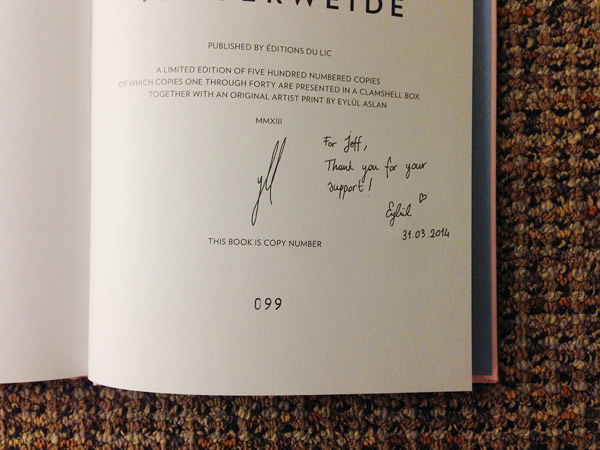 ERWEIDE
PUBLISHED BY ÉDITIONS DU LIC
A LIMITED EDITION OF FIVE HUNDRED NUMBERED COPIES
OF WHICH COPIES ONE THROUGH FORTY ARE PRESENTED IN A CLAMSHELL BOX
TOGETHER WITH AN ORIGINAL ARTIST PRINT BY EYLÜL ASLAN
MMXIII
For Jeff,
Thank you for your
support!
Eylül
31.03.2014
THIS BOOK IS COPY NUMBER
099